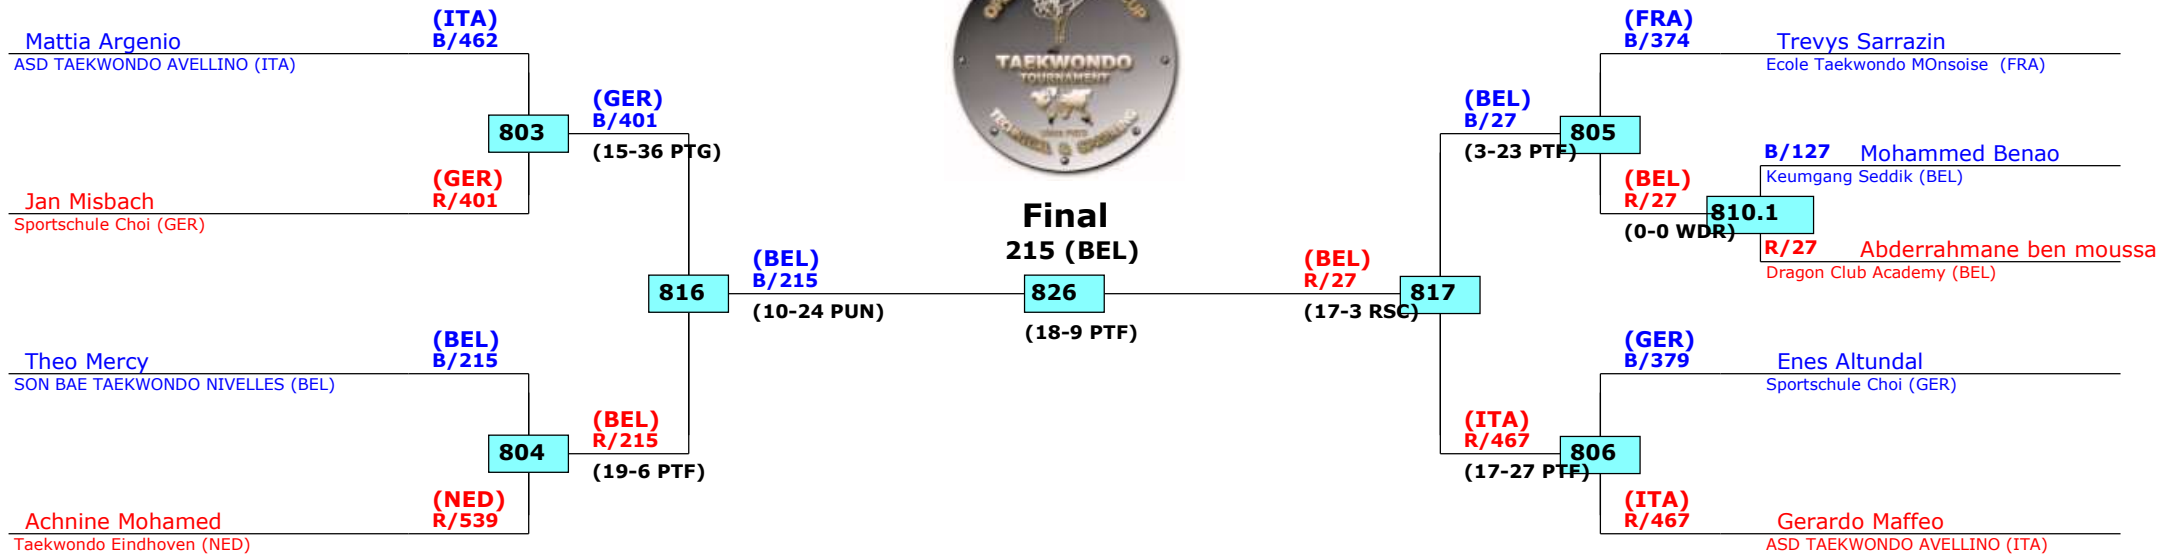 (ITA)
B/462
Mattia Argenio
ASD TAEKWONDO AVELLINO (ITA)
803
(GER)
B/401
(15-36 PTG)
(GER)
R/401
Jan Misbach
Sportschule Choi (GER)
816
(BEL)
B/215
(10-24 PUN)
(BEL)
B/215
Theo Mercy
SON BAE TAEKWONDO NIVELLES (BEL)
804
(BEL)
R/215
(19-6 PTF)
(NED)
R/539
Achnine Mohamed
Taekwondo Eindhoven (NED)
CUP
TAEKWONDO
TOURNAMENT
TECHNICAL & SPARRING
Final
215 (BEL)
826
(18-9 PTF)
(BEL)
R/27
(17-3 RSC)
817
(BEL)
B/27
(3-23 PTF)
805
(FRA)
B/374
Trevys Sarrazin
Ecole Taekwondo MOnsoise (FRA)
(BEL)
R/27
(0-0 WDR)
810.1
B/127 Mohammed Benao
Keumgang Seddik (BEL)
R/27 Abderrahmane ben moussa
Dragon Club Academy (BEL)
(ITA)
R/467
(17-27 PTF)
806
(GER)
B/379
Enes Altundal
Sportschule Choi (GER)
(ITA)
R/467
Gerardo Maffeo
ASD TAEKWONDO AVELLINO (ITA)